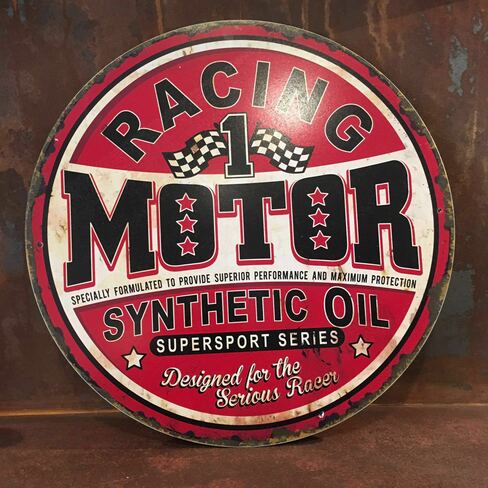 RACING
1
MOTOR
SPECIALLY FORMULATED TO PROVIDE SUPERIOR PERFORMANCE AND MAXIMUM PROTECTION
SYNTHETIC OIL
SUPERSPORT SERiES
Designed for the
Serious Racer